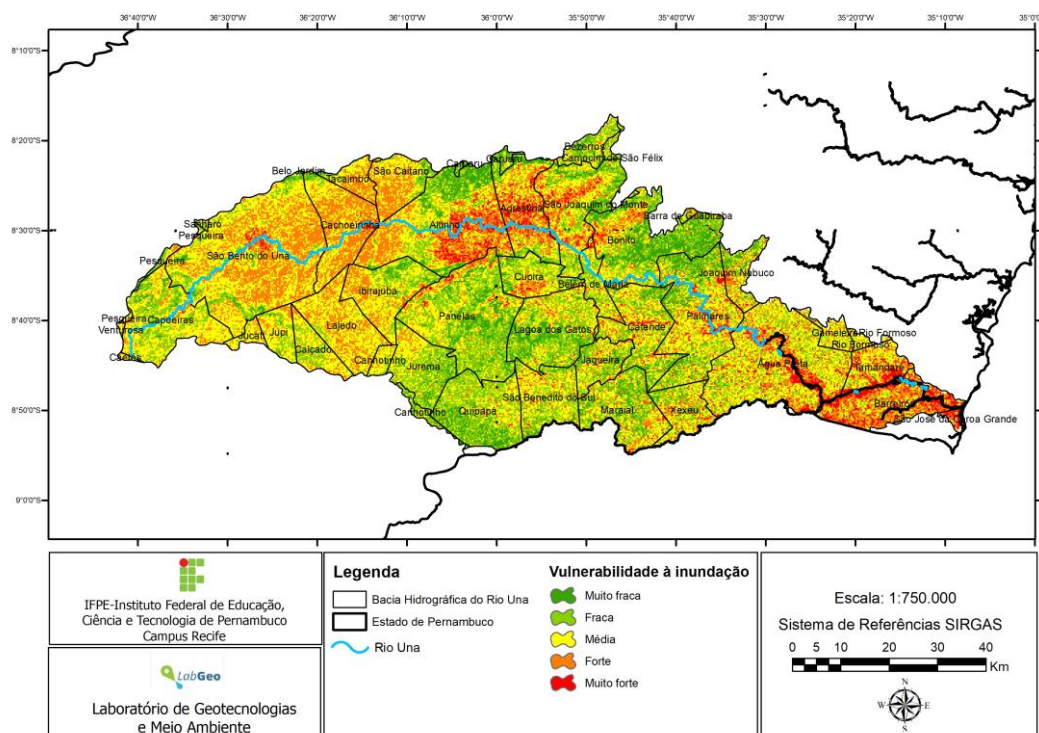 36°40'0"W 36°30'0"W 36°20'0"W 36°10'0"W 36°0'0"W 35°50'0"W 35°40'0"W 35°30'0"W 35°20'0"W 35°10'0"W
8°10'0"S
8°20'0"S
8°30'0"S
8°40'0"S
8°50'0"S
9°0'0"S
Bezerros
Caruaru
Camocim de São Félix
Belo Jardim
Tacaimbó
São Caitano
Agrestina
São Joaquim do Monte
Barra de Guabiraba
Sanharó
Pesqueira
Cachoeirinha
Altinho
Bonito
São Bento do Una
Pesqueira
Cupira
Belém de Maria
Joaquim Nabuco
Ibirajuba
Pesqueira
Venturosa
Capoeiras
Panelas
Palmares
Jucati
Jupi
Lajedo
Lagoa dos Gatos
Catende
Gameleira
Rio Formoso
Rio Formoso
Caetés
Calçado
Canhotinho
Jurema
Jaqueira
Água Preta
Tamandaré
Canhotinho
Quipapá
São Benedito do Sul
Maraial
Xexéu
Barreiros
São José da Coroa Grande
IFPE-Instituto Federal de Educação,
Ciência e Tecnologia de Pernambuco
Campus Recife
LabGeo
Laboratório de Geotecnologias
e Meio Ambiente
Legenda
Bacia Hidrográfica do Rio Una
Estado de Pernambuco
Rio Una
Vulnerabilidade à inundação
Muito fraca
Fraca
Média
Forte
Muito forte
Escala: 1:750.000
Sistema de Referências SIRGAS
0 5 10 20 30 40
Km
N
W E
S